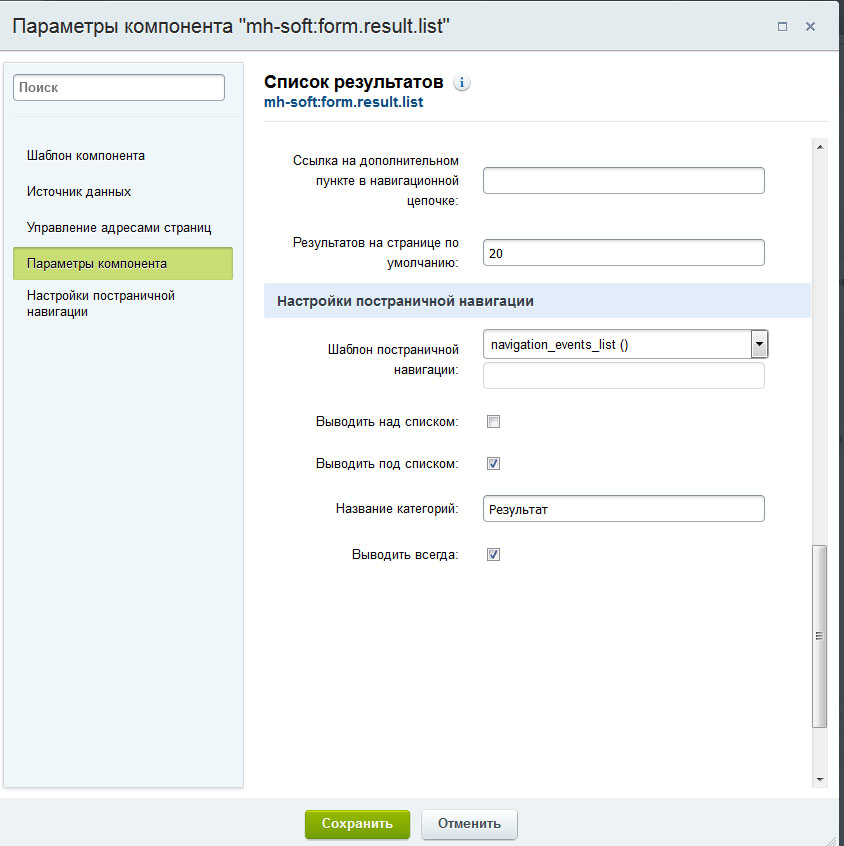 Параметры компонента "mh-soft:form.result.list"
Поиск
Шаблон компонента
Источник данных
Управление адресами страниц
Параметры компонента
Настройки постраничной
навигации
Список результатов
mh-soft:form.result.list
Ссылка на дополнительном
пункте в навигационной
цепочке:
Результатов на странице по
умолчанию:
20
Настройки постраничной навигации
Шаблон постраничной
навигации:
navigation_events_list ()
Выводить над списком:
Выводить под списком:
Название категорий:
Результат
Выводить всегда:
Сохранить
Отменить